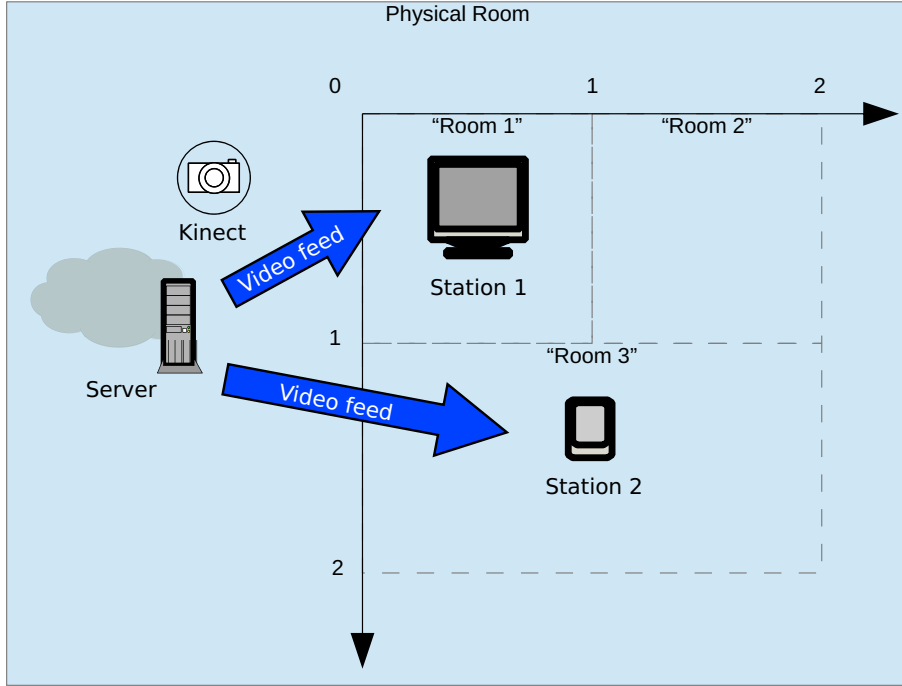 Physical Room
0 1 2
“Room 1” “Room 2”
Kinect
Video feed
Station 1
1
“Room 3”
Server
Video feed
Station 2
2